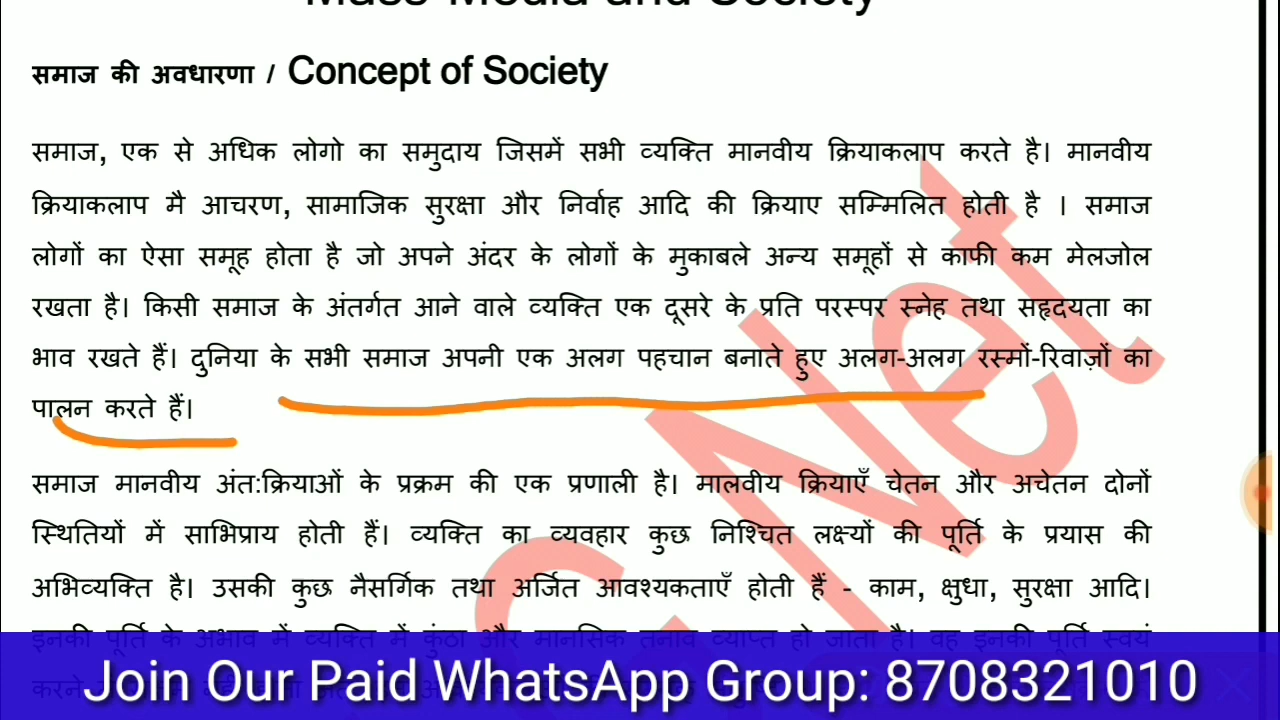 Mass Media and Society
समाज की अवधारणा / Concept of Society
समाज, एक से अधिक लोगो का समुदाय जिसमें सभी व्यक्ति मानवीय क्रियाकलाप करते है। मानवीय
क्रियाकलाप मै आचरण, सामाजिक सुरक्षा और निर्वाह आदि की क्रियाए सम्मिलित होती है । समाज
लोगों का ऐसा समूह होता है जो अपने अंदर के लोगों के मुकाबले अन्य समूहों से काफी कम मेलजोल
रखता है। किसी समाज के अंतर्गत आने वाले व्यक्ति एक दूसरे के प्रति परस्पर स्नेह तथा सहृदयता का
भाव रखते हैं। दुनिया के सभी समाज अपनी एक अलग पहचान बनाते हुए अलग-अलग रस्मों-रिवाज़ों का
पालन करते हैं।
समाज मानवीय अंत:क्रियाओं के प्रक्रम की एक प्रणाली है। मालवीय क्रियाएँ चेतन और अचेतन दोनों
स्थितियों में साभिप्राय होती हैं। व्यक्ति का व्यवहार कुछ निश्चित लक्ष्यों की पूर्ति के प्रयास की
अभिव्यक्ति है। उसकी कुछ नैसर्गिक तथा अर्जित आवश्यकताएँ होती हैं - काम, क्षुधा, सुरक्षा आदि।
इनकी पूर्ति के अभाव में व्यक्ति में कुंठा और मानसिक तनाव व्याप्त हो जाता है। वह इनकी पूर्ति स्वयं
Join Our Paid WhatsApp Group: 8708321010
Net